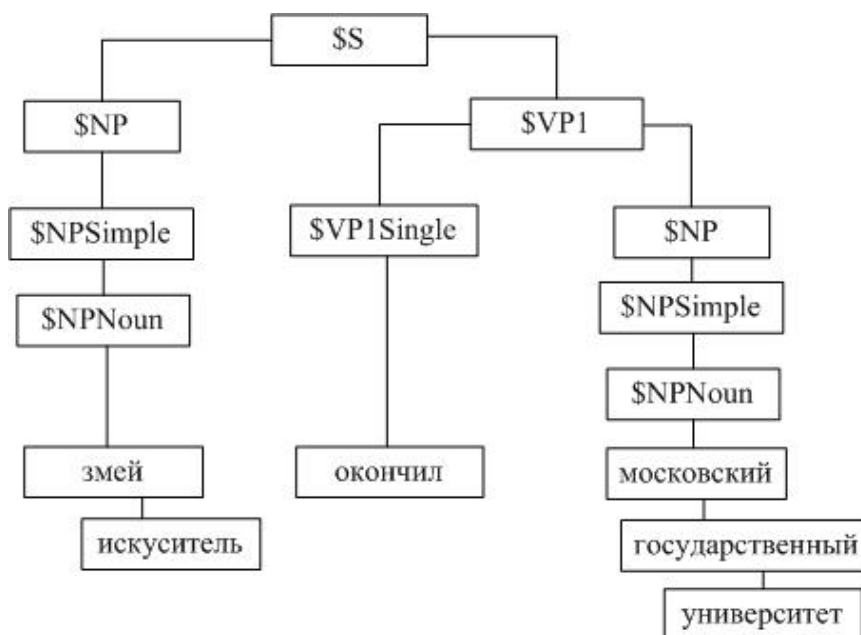 $S
$NP
$VP1
$NPSimple
$VP1Single
$NP
$NPNoun
$NPSimple
$NPNoun
змей
окончил
московский
искуситель
государственный
университет